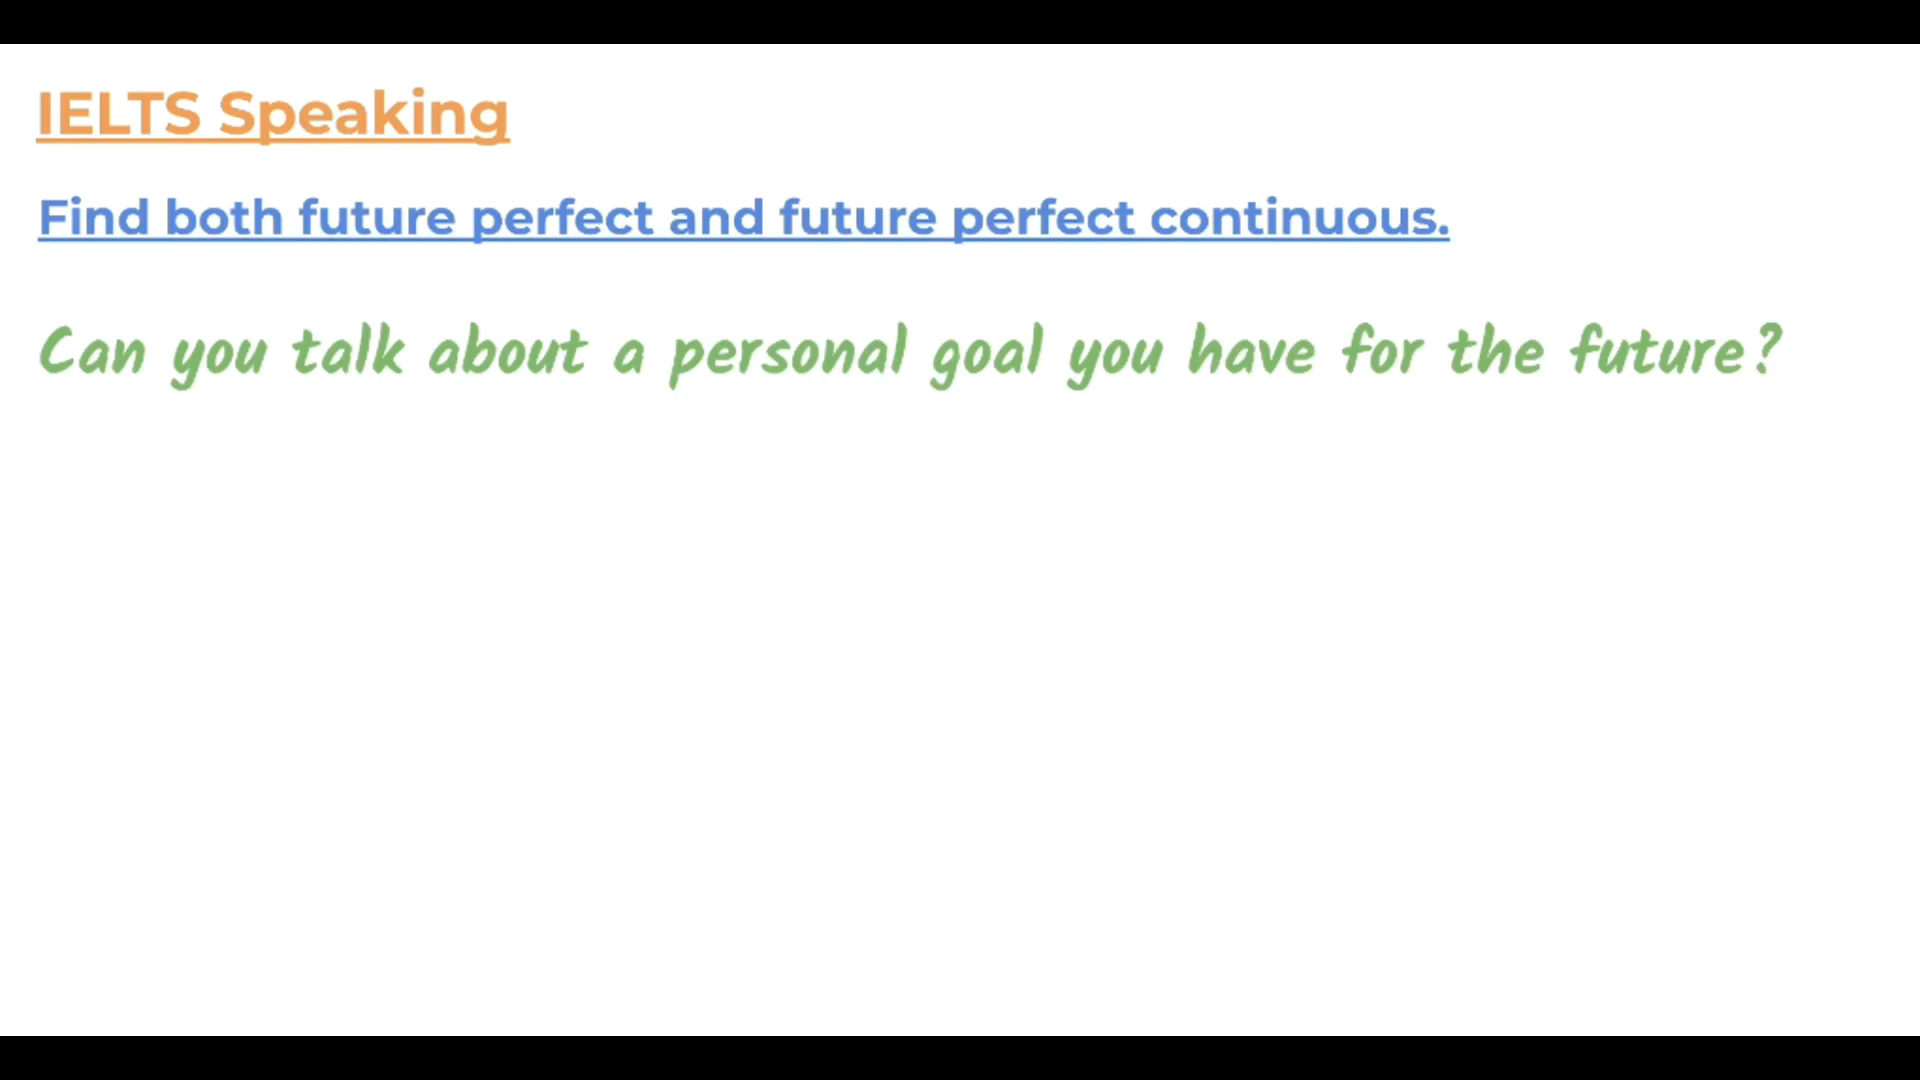 IELTS Speaking
Find both future perfect and future perfect continuous.
Can you talk about a personal goal you have for the future?